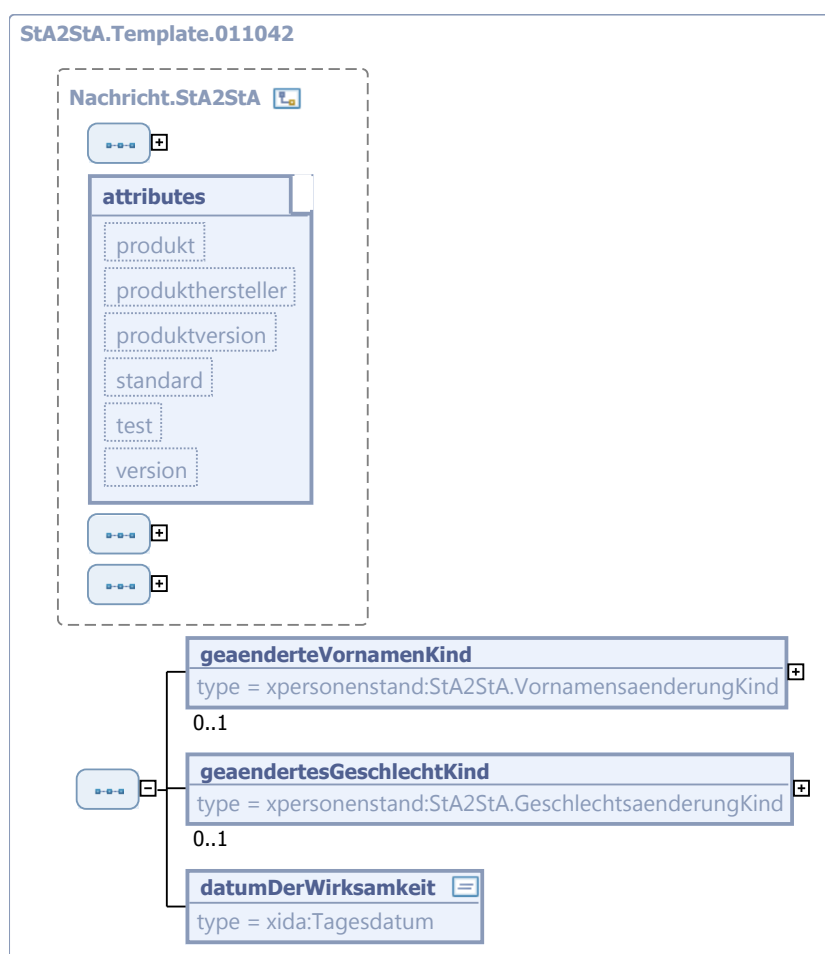 StA2StA.Template.011042
Nachricht.StA2StA
attributes
produkt
produkthersteller
produktversion
standard
test
version
geaenderteVornamenKind
type = xpersonenstand:StA2StA.VornamensaenderungKind
0..1
geaendertesGeschlechtKind
type = xpersonenstand:StA2StA.GeschlechtsaenderungKind
0..1
datumDerWirksamkeit
type = xida:Tagesdatum